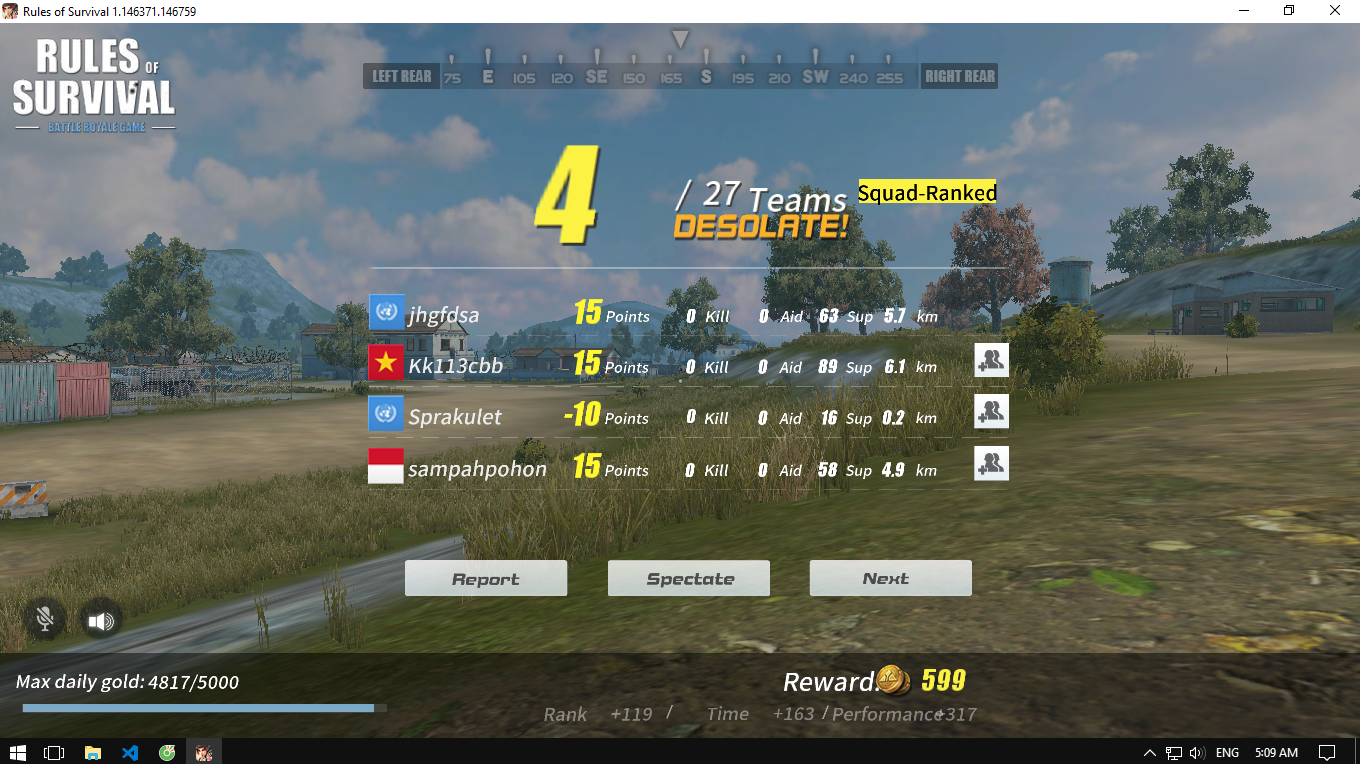 Rules of Survival 1.146371.146759
RULES OF
SURVIVAL
BATTLE ROYALE GAME
LEFT REAR 75 E 105 120 SE 150 165 S 195 210 SW 240 255 RIGHT REAR
4 / 27 Teams Squad-Ranked
DESOLATE!
jhgfdsa 15 Points 0 Kill 0 Aid 63 Sup 5.7 km
Kk113cbb 15 Points 0 Kill 0 Aid 89 Sup 6.1 km
Sprakulet -10 Points 0 Kill 0 Aid 16 Sup 0.2 km
sampahpohon 15 Points 0 Kill 0 Aid 58 Sup 4.9 km
Report Spectate Next
Max daily gold: 4817/5000
Reward: 599
Rank +119 / Time +163 / Performance +317
ENG 5:09 AM